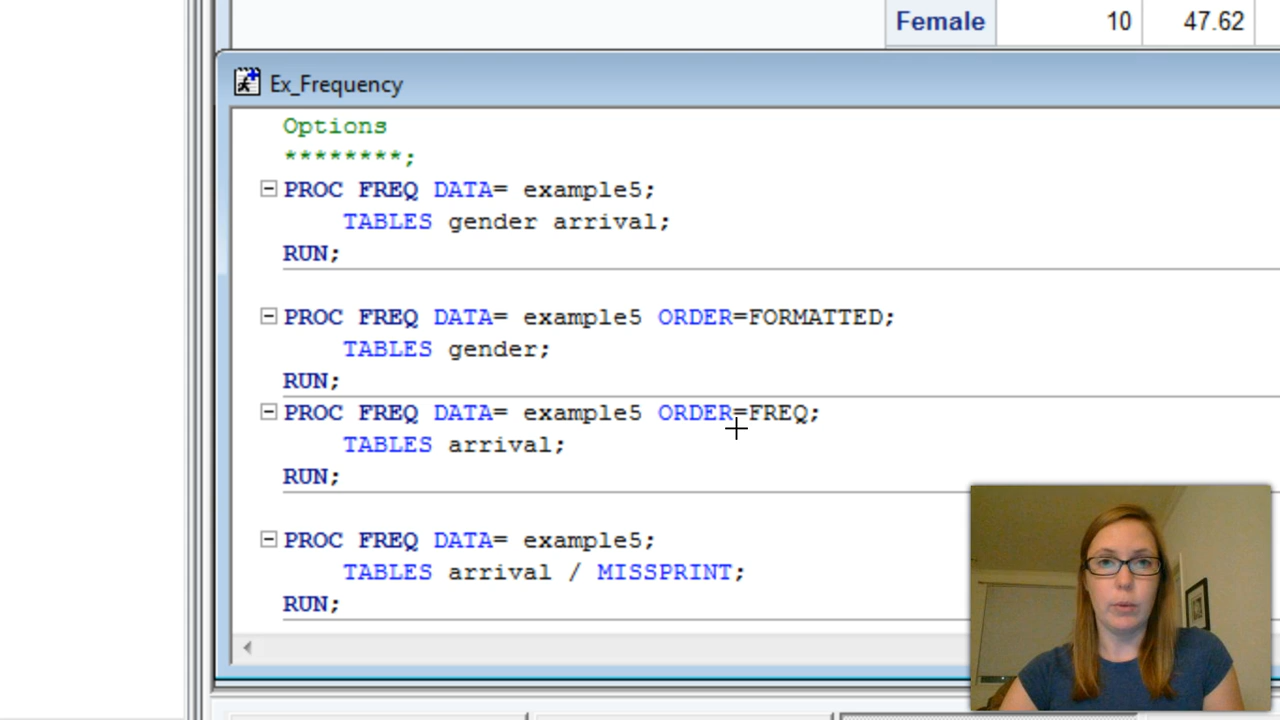 Female 10 47.62
Ex_Frequency
Options
********;
PROC FREQ DATA= example5;
TABLES gender arrival;
RUN;
PROC FREQ DATA= example5 ORDER=FORMATTED;
TABLES gender;
RUN;
PROC FREQ DATA= example5 ORDER=FREQ;
TABLES arrival;
RUN;
PROC FREQ DATA= example5;
TABLES arrival / MISSPRINT;
RUN;